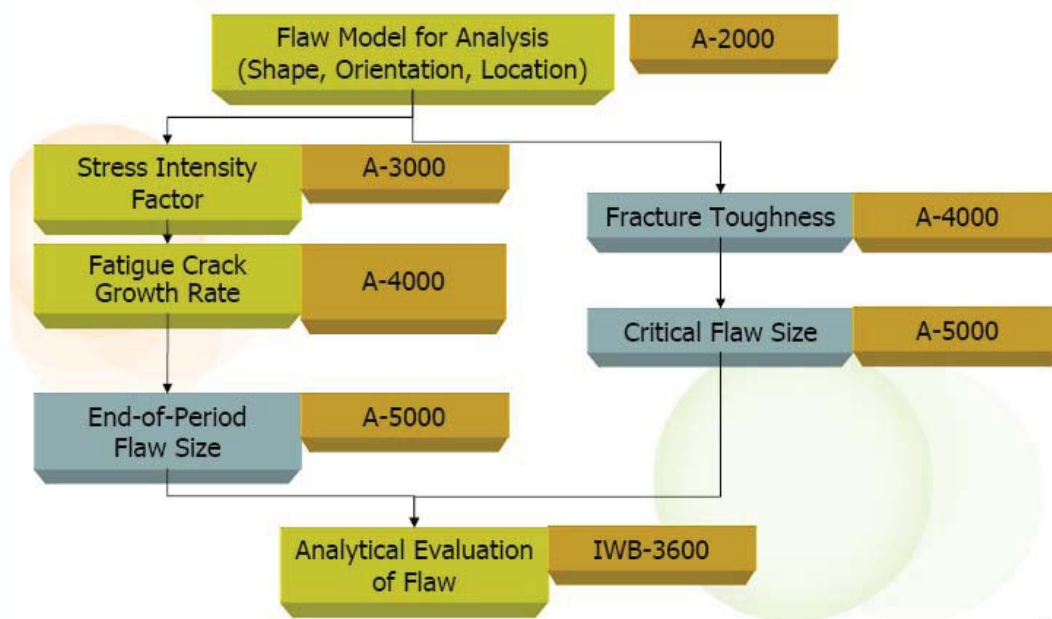 Flaw Model for Analysis
(Shape, Orientation, Location)
A-2000
Stress Intensity
Factor
A-3000
Fracture Toughness
A-4000
Fatigue Crack
Growth Rate
A-4000
Critical Flaw Size
A-5000
End-of-Period
Flaw Size
A-5000
Analytical Evaluation
of Flaw
IWB-3600